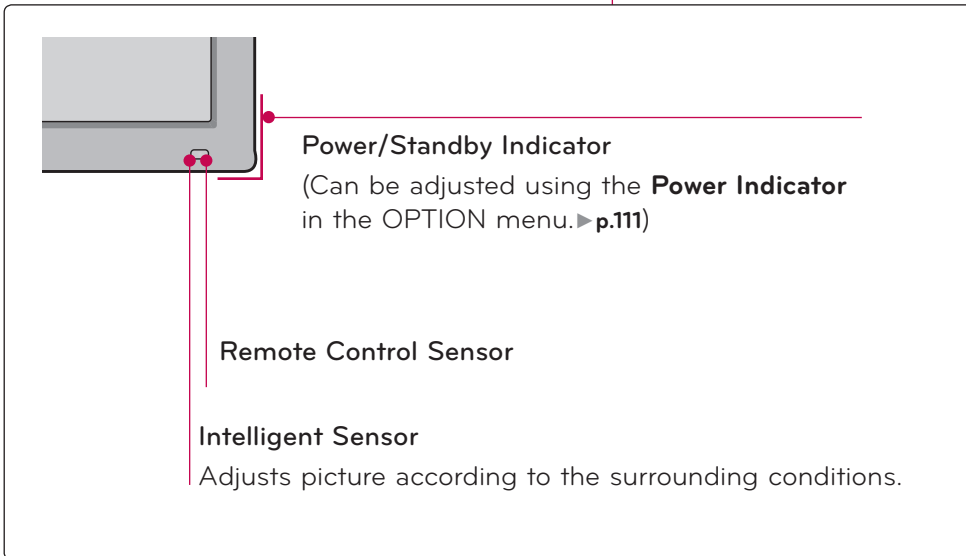 Power/Standby Indicator
(Can be adjusted using the Power Indicator
in the OPTION menu.►p.111)
Remote Control Sensor
Intelligent Sensor
Adjusts picture according to the surrounding conditions.